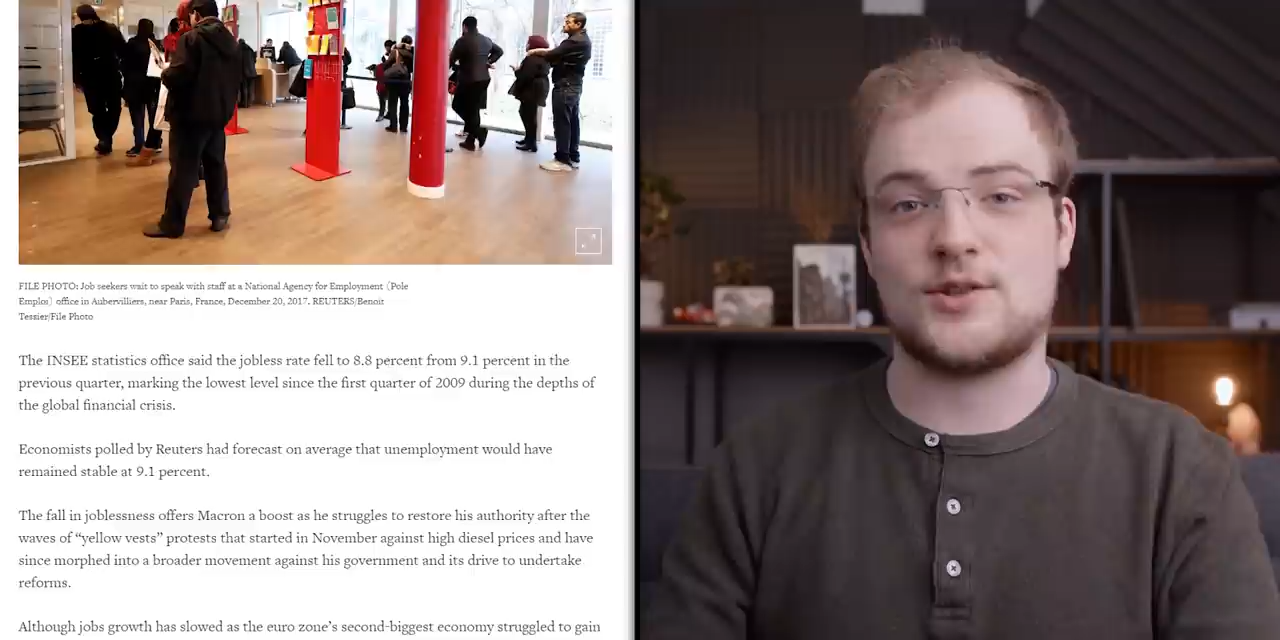 FILE PHOTO: Job seekers wait to speak with staff at a National Agency for Employment (Pole
Emploi) office in Aubervilliers, near Paris, France, December 20, 2017. REUTERS/Benoit
Tessier/File Photo
The INSEE statistics office said the jobless rate fell to 8.8 percent from 9.1 percent in the
previous quarter, marking the lowest level since the first quarter of 2009 during the depths of
the global financial crisis.
Economists polled by Reuters had forecast on average that unemployment would have
remained stable at 9.1 percent.
The fall in joblessness offers Macron a boost as he struggles to restore his authority after the
waves of “yellow vests” protests that started in November against high diesel prices and have
since morphed into a broader movement against his government and its drive to undertake
reforms.
Although jobs growth has slowed as the euro zone’s second-biggest economy struggled to gain